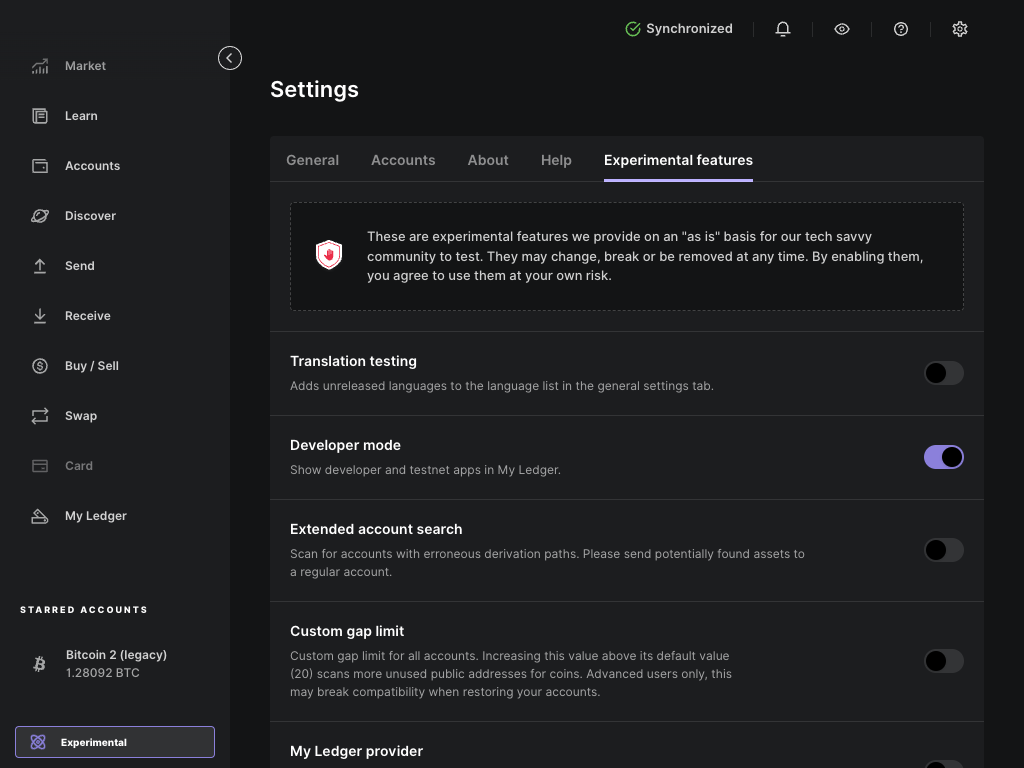 Synchronized
Market
Learn
Accounts
Discover
Send
Receive
Buy / Sell
Swap
Card
My Ledger
STARRED ACCOUNTS
Bitcoin 2 (legacy)
1.28092 BTC
Experimental
Settings
General Accounts About Help Experimental features
These are experimental features we provide on an "as is" basis for our tech savvy
community to test. They may change, break or be removed at any time. By enabling them,
you agree to use them at your own risk.
Translation testing
Adds unreleased languages to the language list in the general settings tab.
Developer mode
Show developer and testnet apps in My Ledger.
Extended account search
Scan for accounts with erroneous derivation paths. Please send potentially found assets to
a regular account.
Custom gap limit
Custom gap limit for all accounts. Increasing this value above its default value
(20) scans more unused public addresses for coins. Advanced users only, this
may break compatibility when restoring your accounts.
My Ledger provider